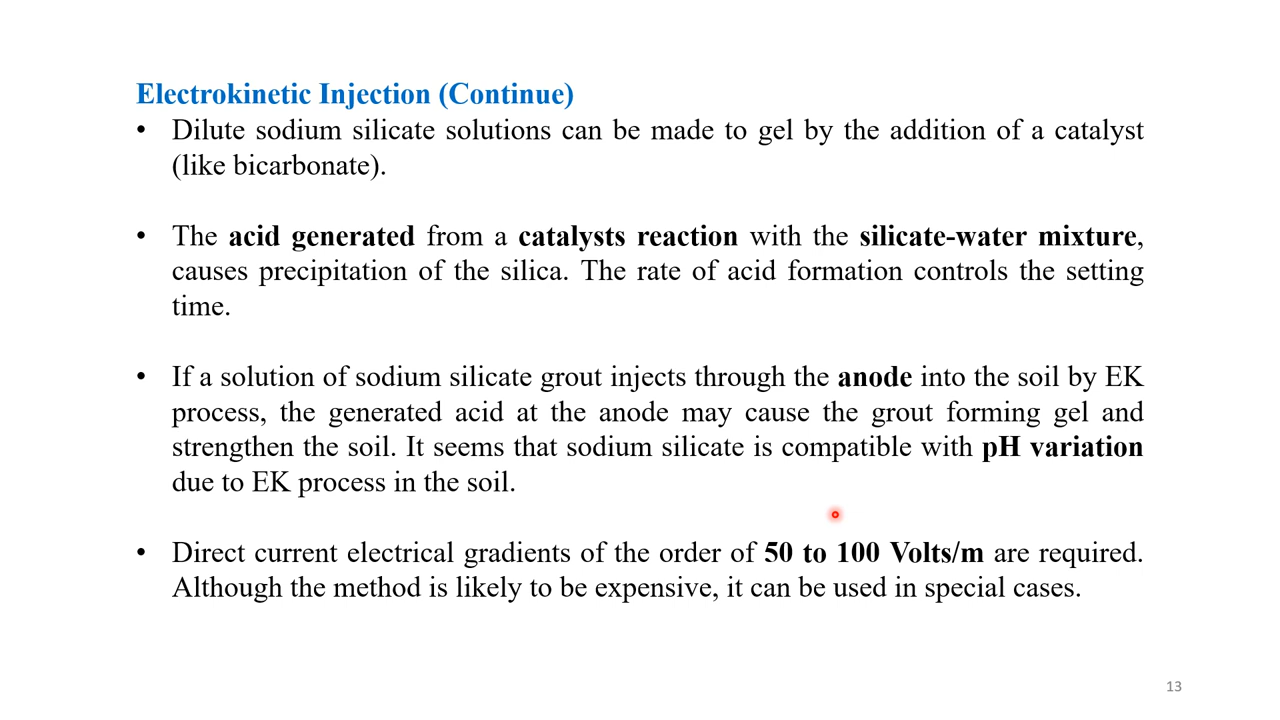 Electrokinetic Injection (Continue)
• Dilute sodium silicate solutions can be made to gel by the addition of a catalyst
(like bicarbonate).
• The acid generated from a catalysts reaction with the silicate-water mixture,
causes precipitation of the silica. The rate of acid formation controls the setting
time.
• If a solution of sodium silicate grout injects through the anode into the soil by EK
process, the generated acid at the anode may cause the grout forming gel and
strengthen the soil. It seems that sodium silicate is compatible with pH variation
due to EK process in the soil.
• Direct current electrical gradients of the order of 50 to 100 Volts/m are required.
Although the method is likely to be expensive, it can be used in special cases.
13